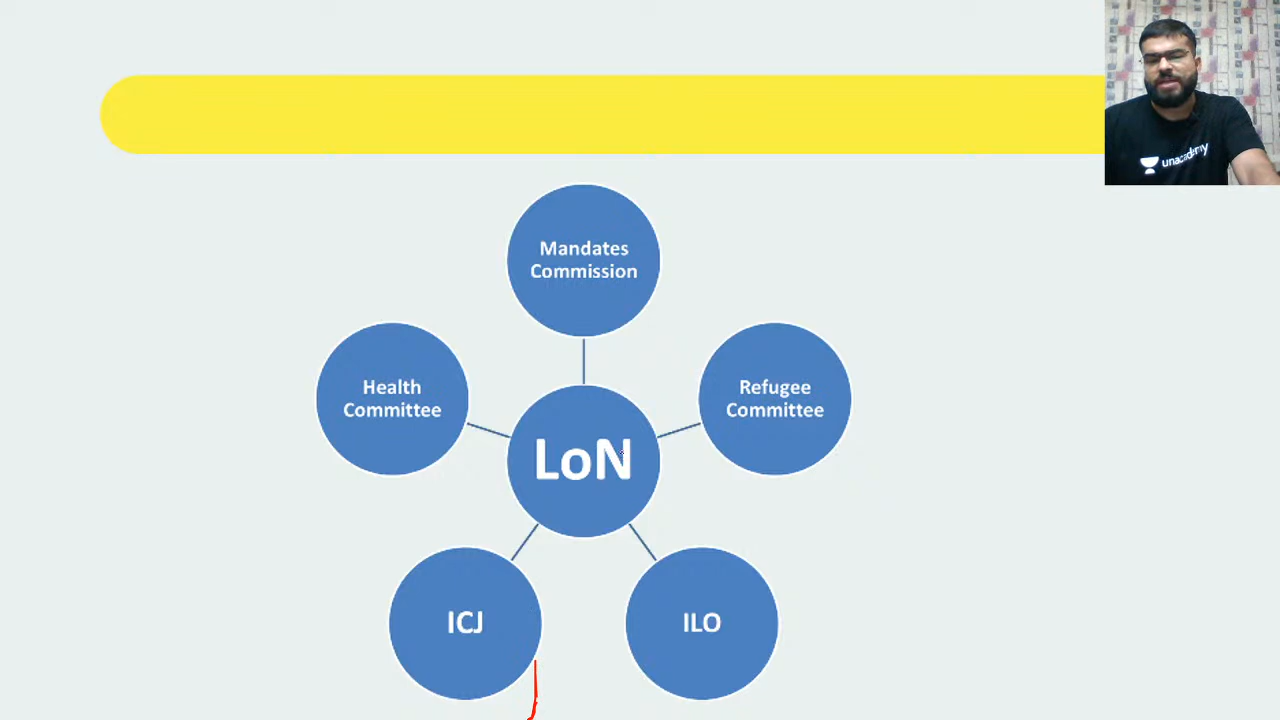 unacademy
Mandates
Commission
Health
Committee
Refugee
Committee
LoN
ICJ
ILO